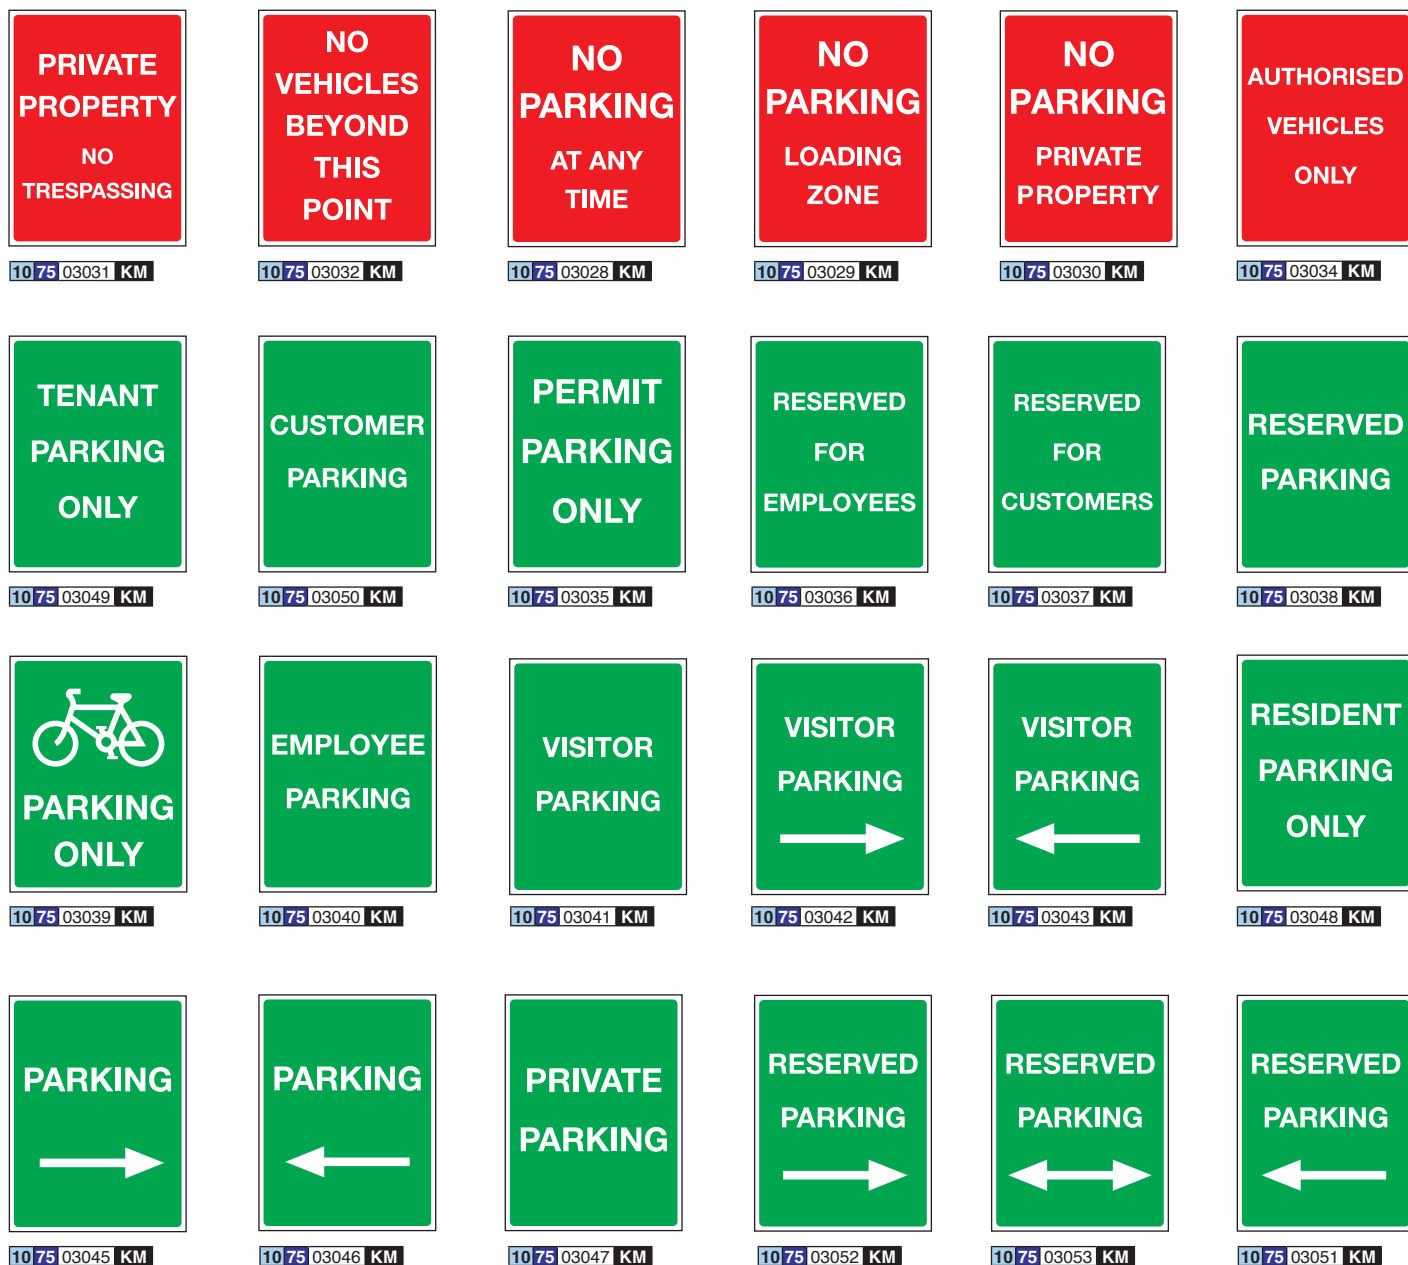 PRIVATE
PROPERTY
NO
TRESPASSING
10 75 03031 KM
NO
VEHICLES
BEYOND
THIS
POINT
10 75 03032 KM
NO
PARKING
AT ANY
TIME
10 75 03028 KM
NO
PARKING
LOADING
ZONE
10 75 03029 KM
NO
PARKING
PRIVATE
PROPERTY
10 75 03030 KM
AUTHORISED
VEHICLES
ONLY
10 75 03034 KM
TENANT
PARKING
ONLY
10 75 03049 KM
CUSTOMER
PARKING
10 75 03050 KM
PERMIT
PARKING
ONLY
10 75 03035 KM
RESERVED
FOR
EMPLOYEES
10 75 03036 KM
RESERVED
FOR
CUSTOMERS
10 75 03037 KM
RESERVED
PARKING
10 75 03038 KM
PARKING
ONLY
10 75 03039 KM
EMPLOYEE
PARKING
10 75 03040 KM
VISITOR
PARKING
10 75 03041 KM
VISITOR
PARKING
10 75 03042 KM
VISITOR
PARKING
10 75 03043 KM
RESIDENT
PARKING
ONLY
10 75 03048 KM
PARKING
10 75 03045 KM
PARKING
10 75 03046 KM
PRIVATE
PARKING
10 75 03047 KM
RESERVED
PARKING
10 75 03052 KM
RESERVED
PARKING
10 75 03053 KM
RESERVED
PARKING
10 75 03051 KM